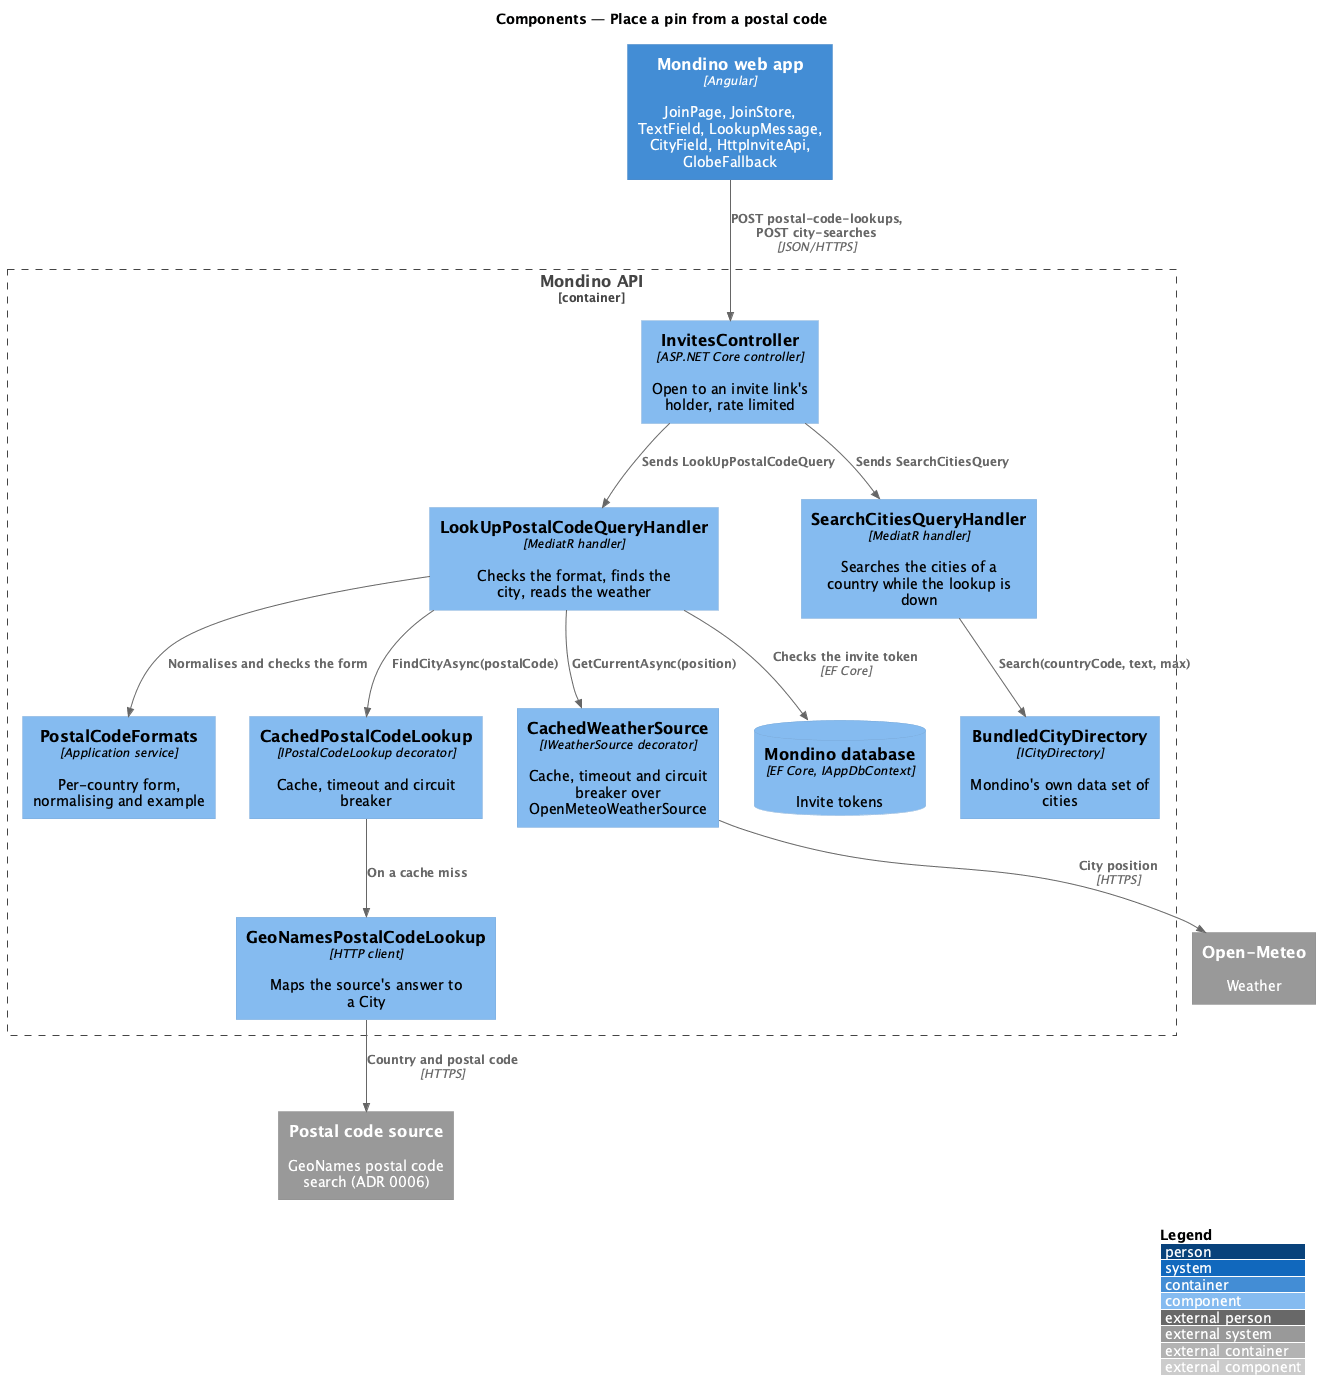 Components — Place a pin from a postal code
Mondino web app
[Angular]
JoinPage, JoinStore,
TextField, LookupMessage,
CityField, HttpInviteApi,
GlobeFallback
POST postal-code-lookups,
POST city-searches
[JSON/HTTPS]
Mondino API
[container]
InvitesController
[ASP.NET Core controller]
Open to an invite link's
holder, rate limited
Sends LookUpPostalCodeQuery
Sends SearchCitiesQuery
LookUpPostalCodeQueryHandler
[MediatR handler]
Checks the format, finds the
city, reads the weather
SearchCitiesQueryHandler
[MediatR handler]
Searches the cities of a
country while the lookup is
down
Normalises and checks the form
FindCityAsync(postalCode)
GetCurrentAsync(position)
Checks the invite token
[EF Core]
Search(countryCode, text, max)
PostalCodeFormats
[Application service]
Per-country form,
normalising and example
CachedPostalCodeLookup
[IPostalCodeLookup decorator]
Cache, timeout and circuit
breaker
CachedWeatherSource
[IWeatherSource decorator]
Cache, timeout and circuit
breaker over
OpenMeteoWeatherSource
Mondino database
[EF Core, IAppDbContext]
Invite tokens
BundledCityDirectory
[ICityDirectory]
Mondino's own data set of
cities
On a cache miss
City position
[HTTPS]
GeoNamesPostalCodeLookup
[HTTP client]
Maps the source's answer to
a City
Open-Meteo
Weather
Country and postal code
[HTTPS]
Postal code source
GeoNames postal code
search (ADR 0006)
Legend
person
system
container
component
external person
external system
external container
external component